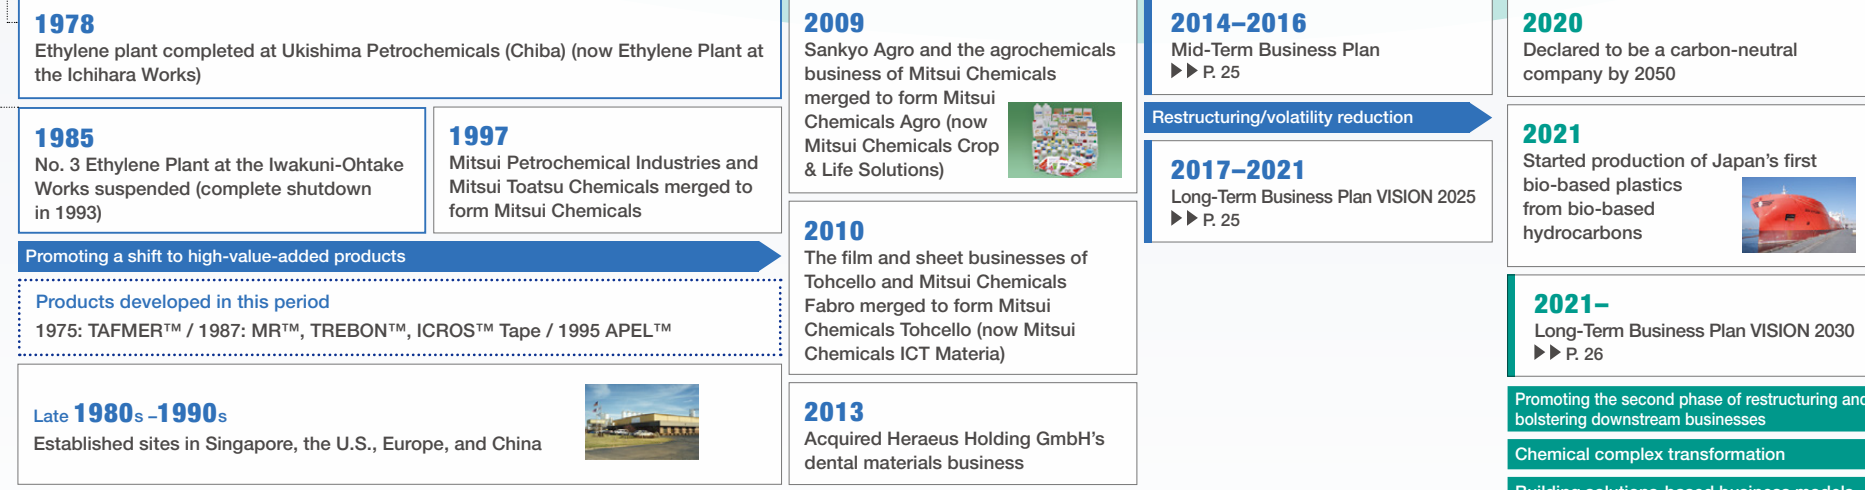 1978
Ethylene plant completed at Ukishima Petrochemicals (Chiba) (now Ethylene Plant at
the Ichihara Works)
1985
No. 3 Ethylene Plant at the Iwakuni-Ohtake
Works suspended (complete shutdown
in 1993)
1997
Mitsui Petrochemical Industries and
Mitsui Toatsu Chemicals merged to
form Mitsui Chemicals
Promoting a shift to high-value-added products
Products developed in this period
1975: TAFMER™ / 1987: MR™, TREBON™, ICROS™ Tape / 1995 APEL™
Late 1980s –1990s
Established sites in Singapore, the U.S., Europe, and China
2009
Sankyo Agro and the agrochemicals
business of Mitsui Chemicals
merged to form Mitsui
Chemicals Agro (now
Mitsui Chemicals Crop
& Life Solutions)
2010
The film and sheet businesses of
Tohcello and Mitsui Chemicals
Fabro merged to form Mitsui
Chemicals Tohcello (now Mitsui
Chemicals ICT Materia)
2013
Acquired Heraeus Holding GmbH's
dental materials business
2014–2016
Mid-Term Business Plan
▶▶ P. 25
Restructuring/volatility reduction
2017–2021
Long-Term Business Plan VISION 2025
▶▶ P. 25
2020
Declared to be a carbon-neutral
company by 2050
2021
Started production of Japan's first
bio-based plastics
from bio-based
hydrocarbons
2021–
Long-Term Business Plan VISION 2030
▶▶ P. 26
Promoting the second phase of restructuring and
bolstering downstream businesses
Chemical complex transformation
Building solutions-based business models